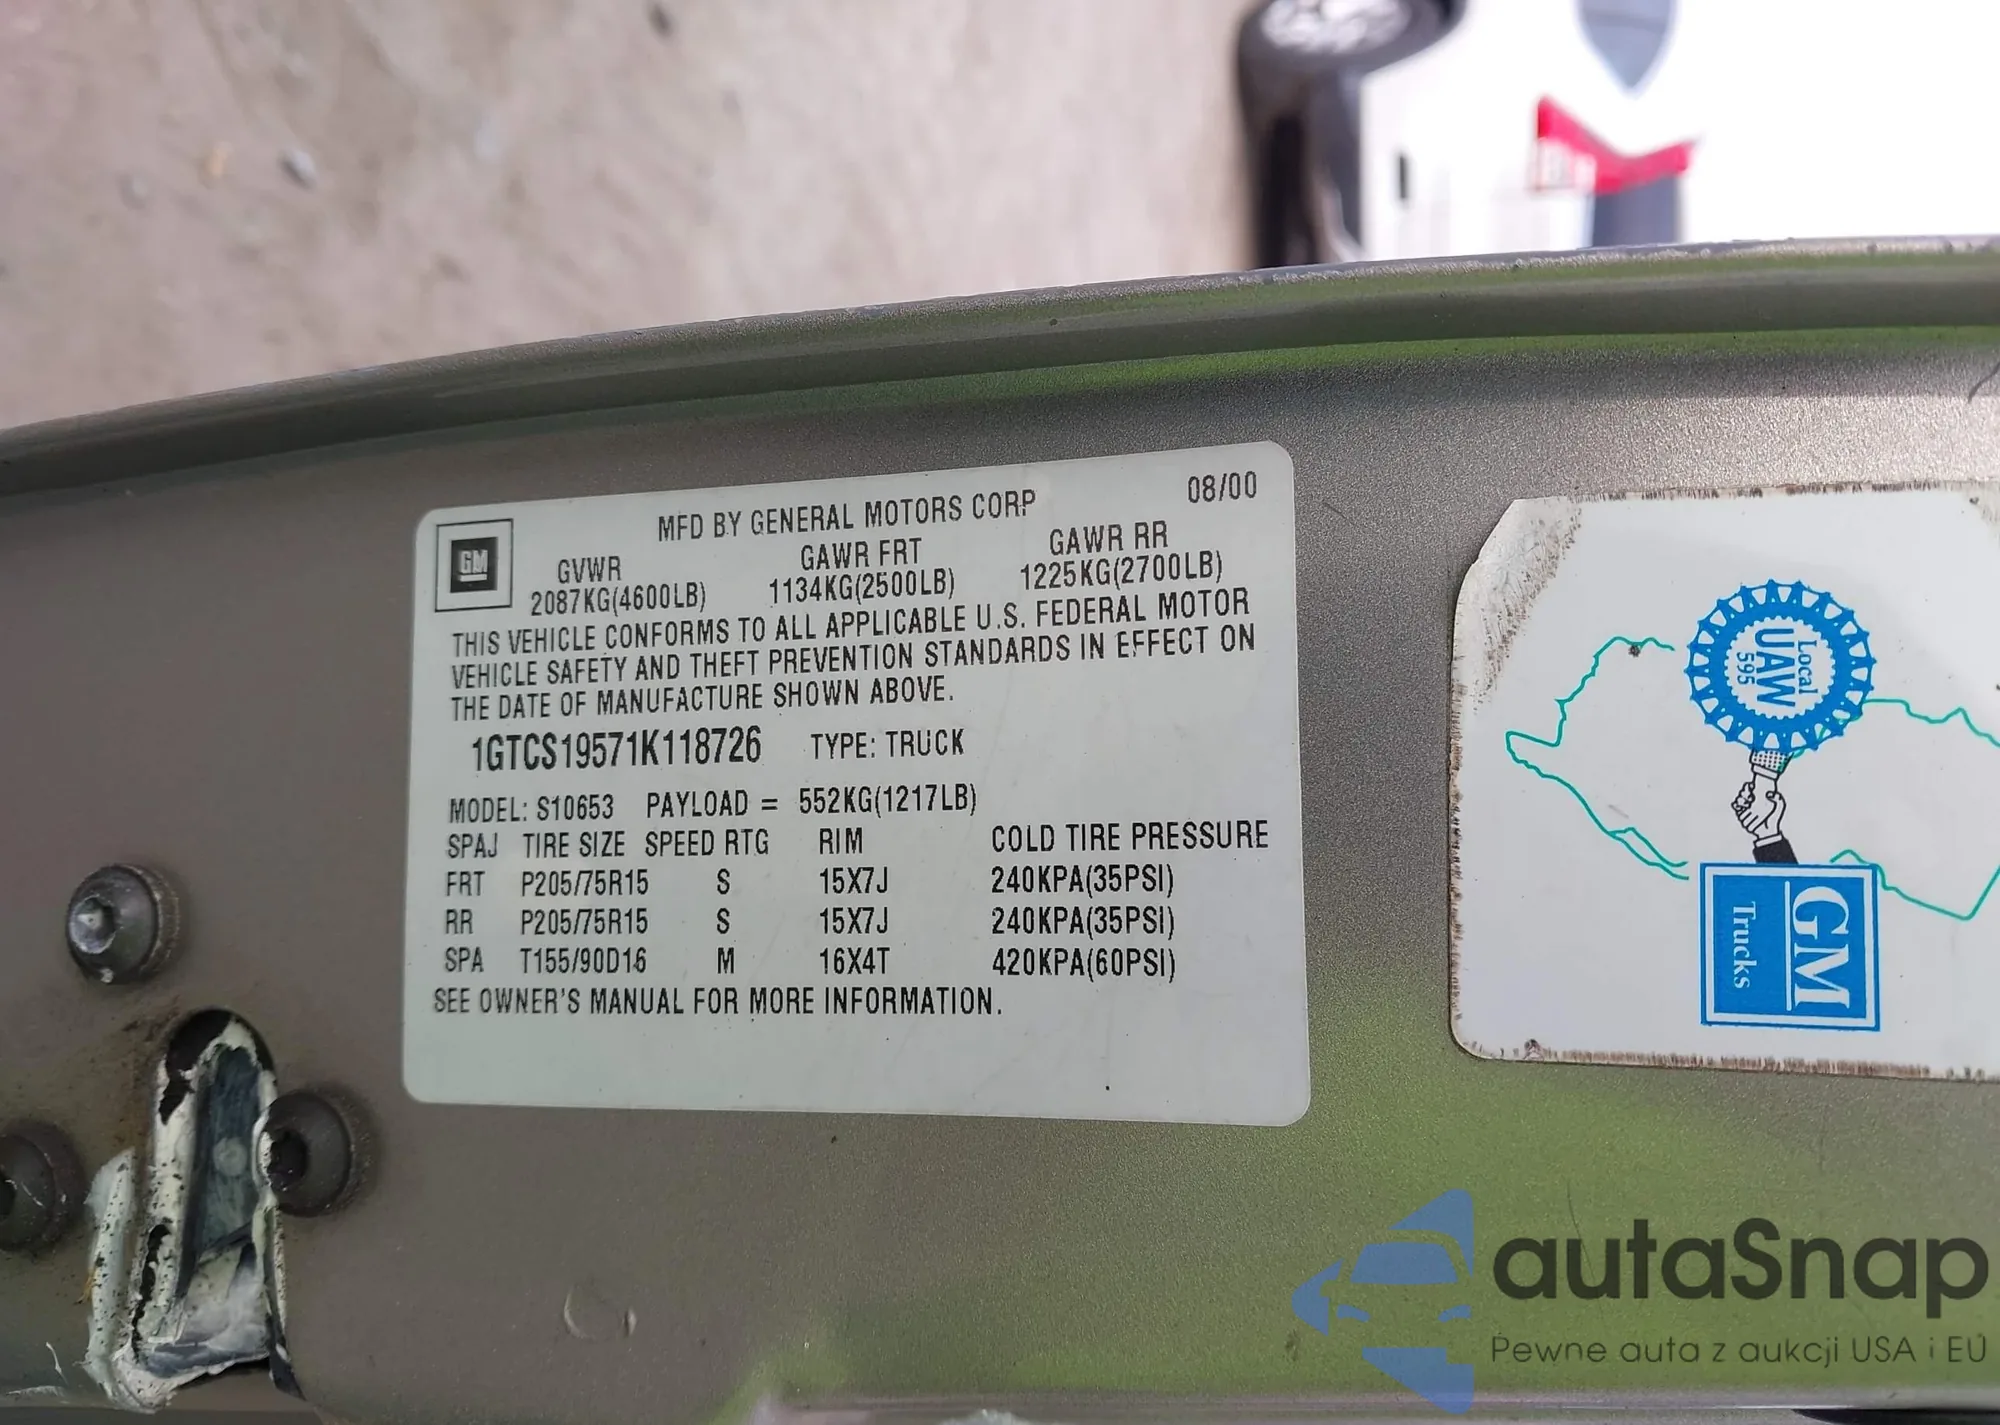 MFD BY GENERAL MOTORS CORP 08/00
GM
GVWR GAWR FRT GAWR RR
2087KG(4600LB) 1134KG(2500LB) 1225KG(2700LB)
THIS VEHICLE CONFORMS TO ALL APPLICABLE U.S. FEDERAL MOTOR
VEHICLE SAFETY AND THEFT PREVENTION STANDARDS IN EFFECT ON
THE DATE OF MANUFACTURE SHOWN ABOVE.
1GTCS19571K118726 TYPE: TRUCK
MODEL: S10653 PAYLOAD = 552KG(1217LB)
SPAJ TIRE SIZE SPEED RTG RIM COLD TIRE PRESSURE
FRT P205/75R15 S 15X7J 240KPA(35PSI)
RR P205/75R15 S 15X7J 240KPA(35PSI)
SPA T155/90D16 M 16X4T 420KPA(60PSI)
SEE OWNER'S MANUAL FOR MORE INFORMATION.
Local
UAW
595
GM
Trucks
autaSnap
Pewne auta z aukcji USA i EU